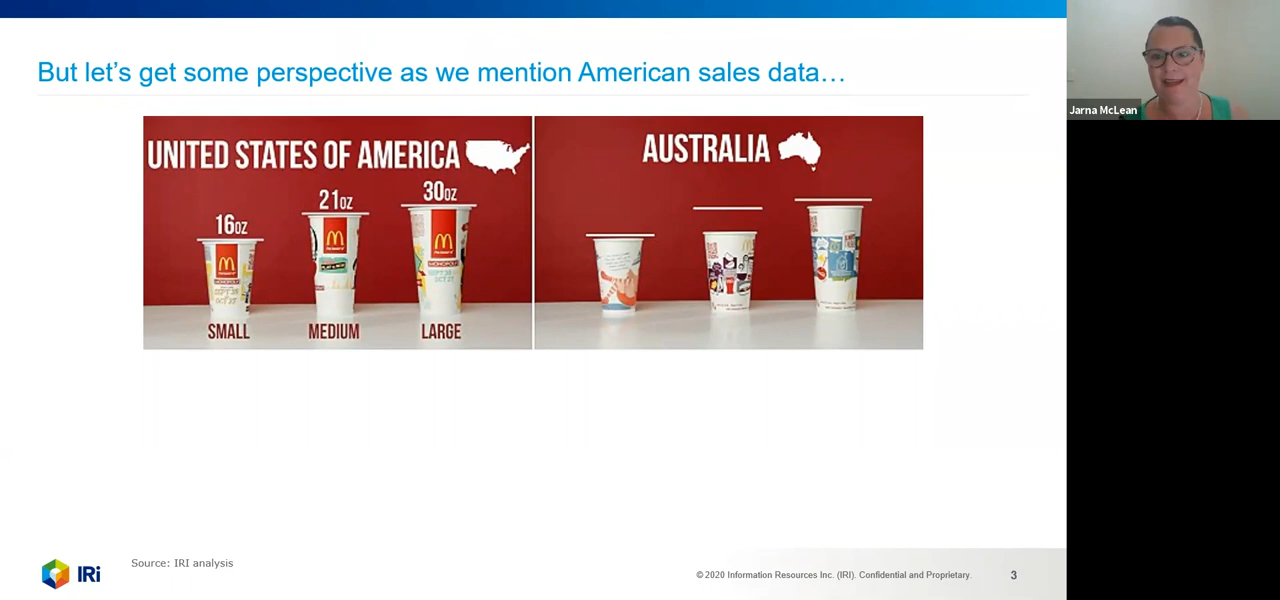 But let's get some perspective as we mention American sales data…
UNITED STATES OF AMERICA
16oz
21oz
30oz
SMALL
MEDIUM
LARGE
AUSTRALIA
Jarna McLean
IRi
Source: IRI analysis
© 2020 Information Resources Inc. (IRI). Confidential and Proprietary.
3